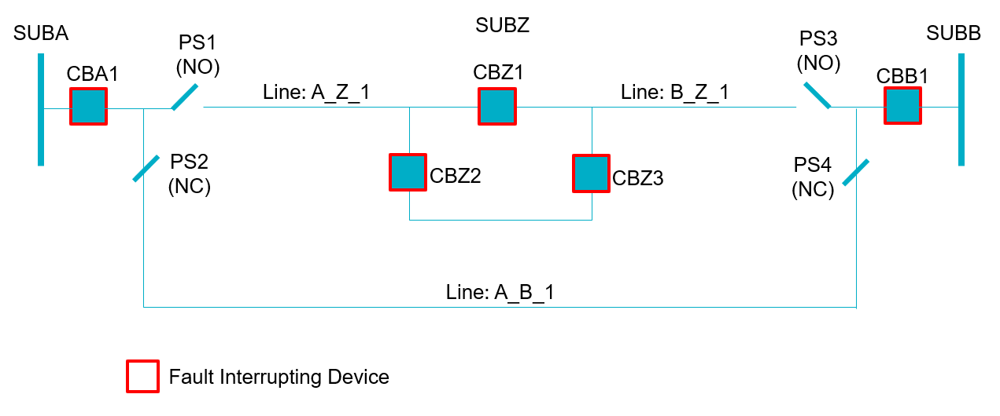 SUBZ
SUBA
PS1
(NO)
PS3
(NO)
SUBB
CBA1
CBZ1
CBB1
Line: A_Z_1
Line: B_Z_1
PS2
(NC)
CBZ2
CBZ3
PS4
(NC)
Line: A_B_1
Fault Interrupting Device